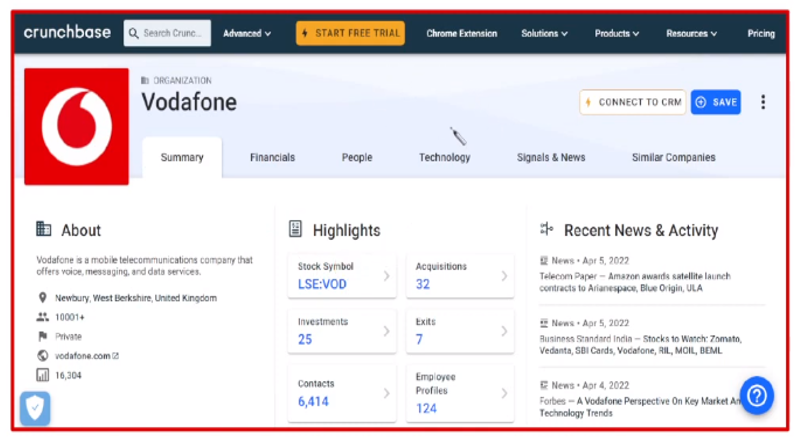 crunchbase
Search Crunc...
Advanced
START FREE TRIAL
Chrome Extension
Solutions
Products
Resources
Pricing
ORGANIZATION
Vodafone
CONNECT TO CRM
SAVE
Summary
Financials
People
Technology
Signals & News
Similar Companies
About
Vodafone is a mobile telecommunications company that
offers voice, messaging, and data services.
Newbury, West Berkshire, United Kingdom
10001+
Private
vodafone.com
16,304
Highlights
Stock Symbol
LSE:VOD
Acquisitions
32
Investments
25
Exits
7
Contacts
6,414
Employee
Profiles
124
Recent News & Activity
News • Apr 5, 2022
Telecom Paper — Amazon awards satellite launch
contracts to Arianespace, Blue Origin, ULA
News • Apr 5, 2022
Business Standard India — Stocks to Watch: Zomato,
Vedanta, SBI Cards, Vodafone, RIL, MOIL, BEML
News • Apr 4, 2022
Forbes — A Vodafone Perspective On Key Market
Technology Trends